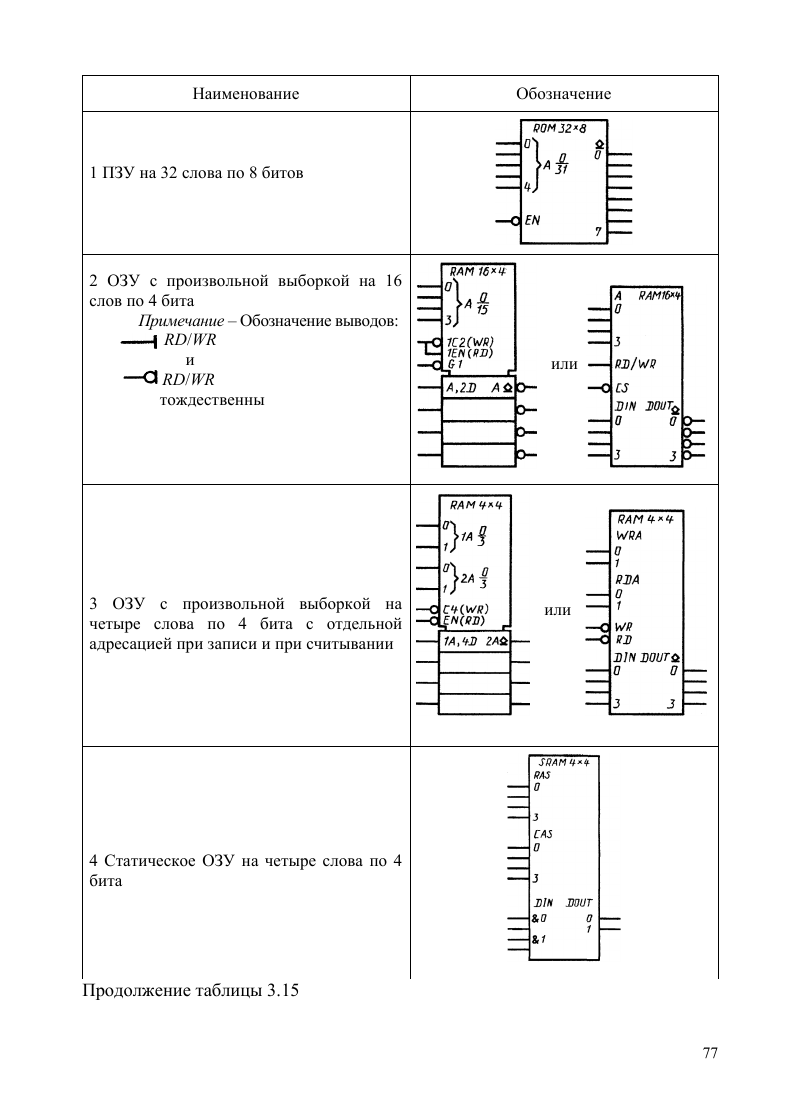 Наименование
Обозначение
1 ПЗУ на 32 слова по 8 битов
ROM 32×8
0
A 0/31
4
EN
0
7
2 ОЗУ с произвольной выборкой на 16
слов по 4 бита
Примечание – Обозначение выводов:
RD/WR
и
RD/WR
тождественны
RAM 16×4
0
A 0/15
3
1C2(WR)
1EN(RD)
G1
A,2D A
или
A RAM16×4
0
3
RD/WR
CS
DIN DOUT
0 0
3 3
3 ОЗУ с произвольной выборкой на
четыре слова по 4 бита с отдельной
адресацией при записи и при считывании
RAM 4×4
0
1A 0/3
1
0
2A 0/3
1
C4(WR)
EN(RD)
1A,4D 2A
или
RAM 4×4
WRA
0
1
RDA
0
1
WR
RD
DIN DOUT
0 0
3 3
4 Статическое ОЗУ на четыре слова по 4
бита
SRAM 4×4
RAS
0
3
CAS
0
3
DIN DOUT
&0 0
1
&1
Продолжение таблицы 3.15
77